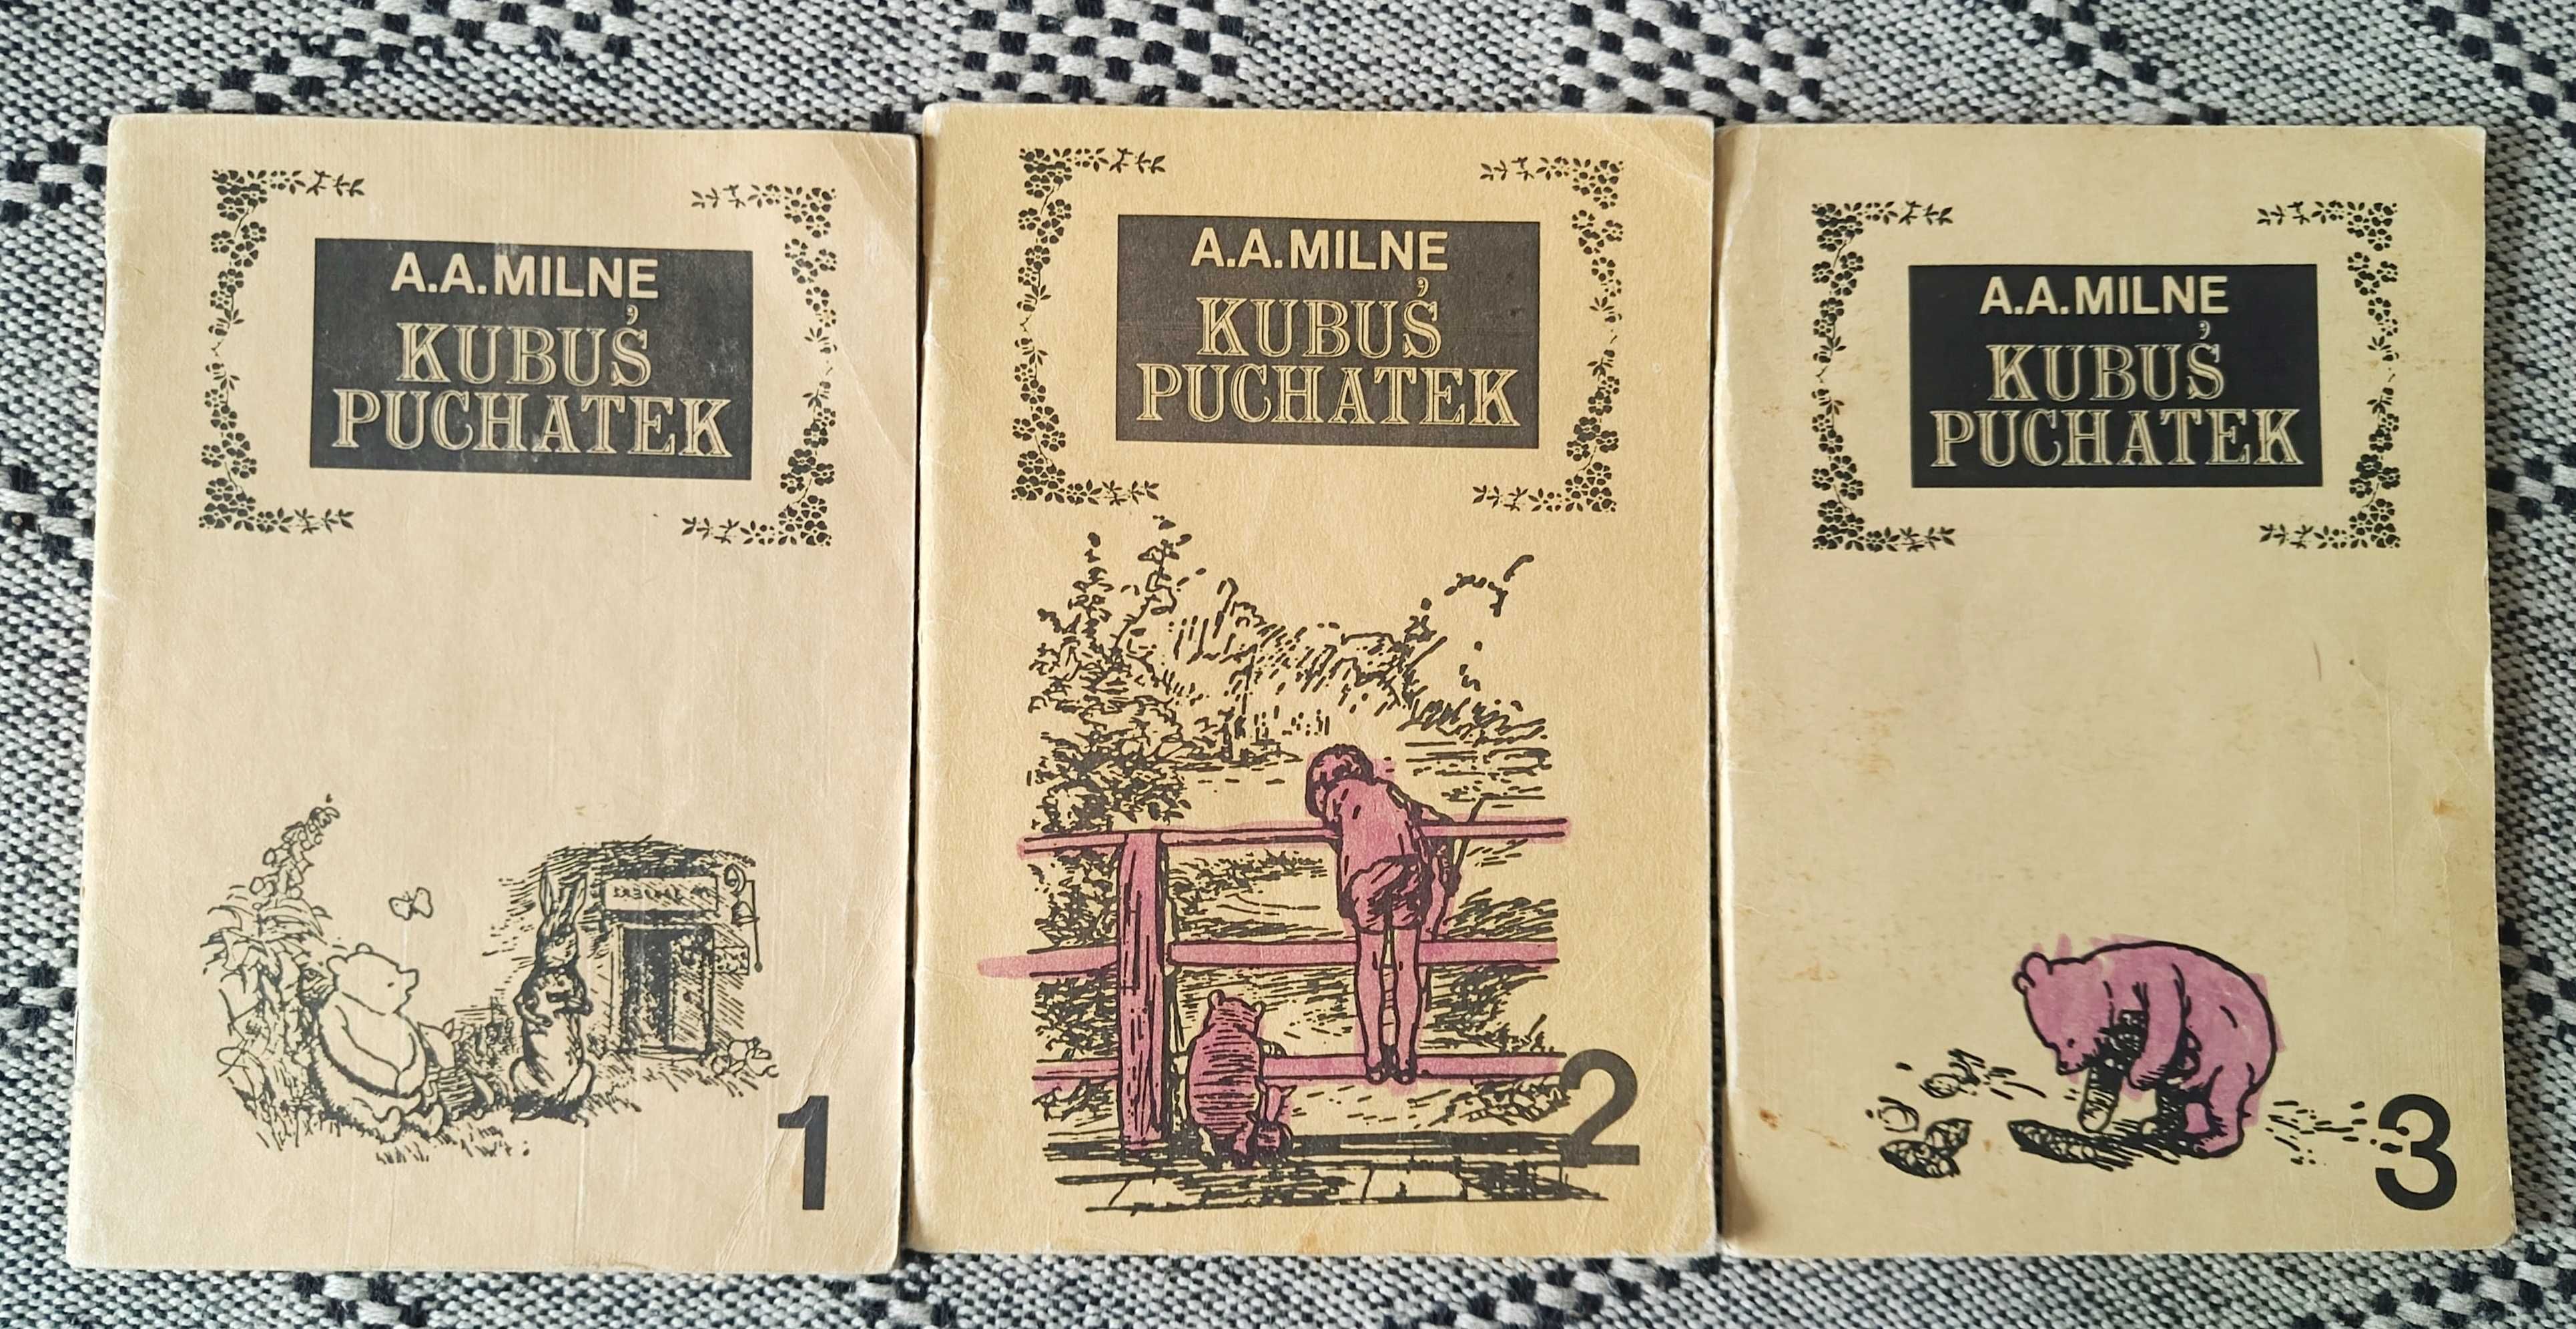 A.A.MILNE
KUBUŚ
PUCHATEK
1
A.A.MILNE
KUBUŚ
PUCHATEK
2
A.A.MILNE
KUBUŚ
PUCHATEK
3